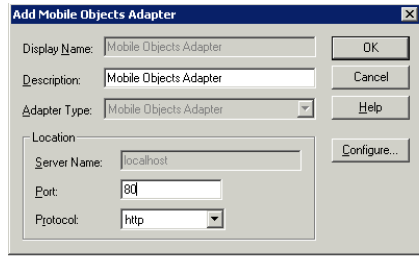 Add Mobile Objects Adapter
Display Name: Mobile Objects Adapter
OK
Description: Mobile Objects Adapter
Cancel
Adapter Type: Mobile Objects Adapter
Help
Location
Configure...
Server Name: localhost
Port: 80
Protocol: http